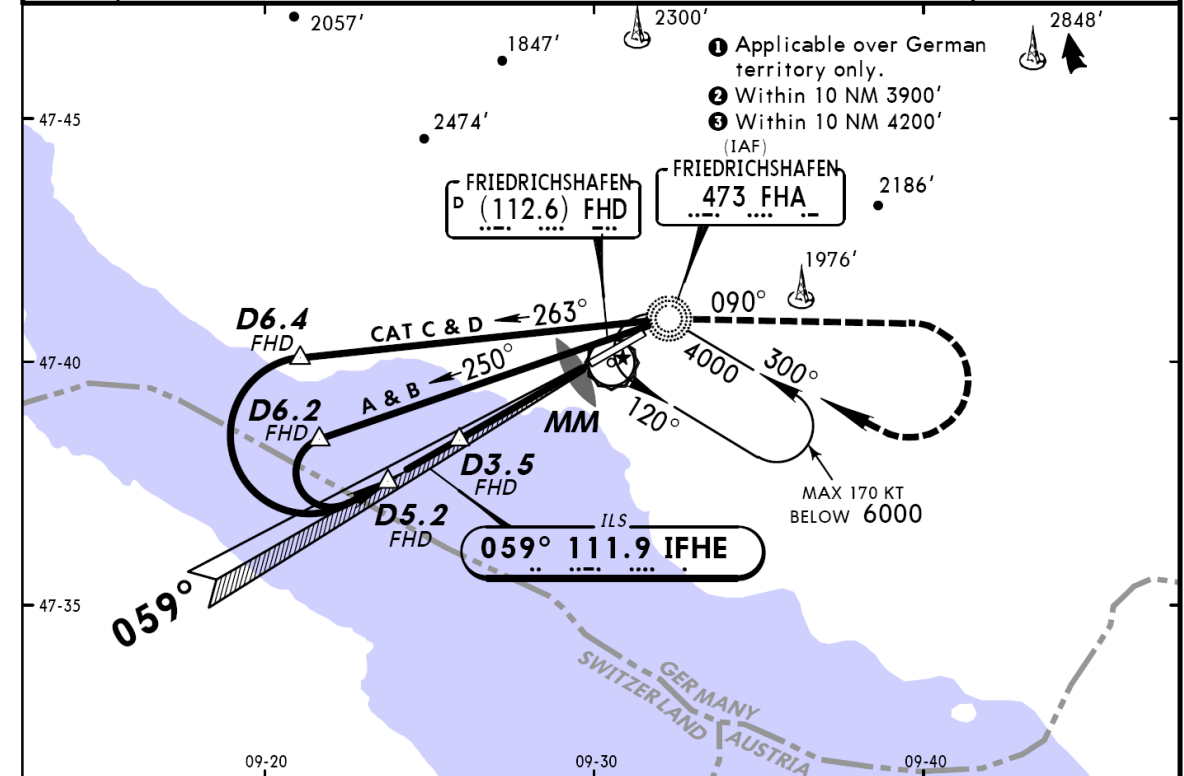 2057'
2300'
2848'
1847'
❶ Applicable over German
territory only.
❷ Within 10 NM 3900'
❸ Within 10 NM 4200'
47-45
2474'
(IAF)
FRIEDRICHSHAFEN
473 FHA
FRIEDRICHSHAFEN
D (112.6) FHD
2186'
1976'
090°
D6.4
FHD
CAT C & D
263°
47-40
4000
300°
250°
A & B
D6.2
FHD
MM
120°
D3.5
FHD
MAX 170 KT
BELOW 6000
D5.2
FHD
ILS
059° 111.9 IFHE
059°
47-35
GERMANY
SWITZERLAND
AUSTRIA
09-20
09-30
09-40